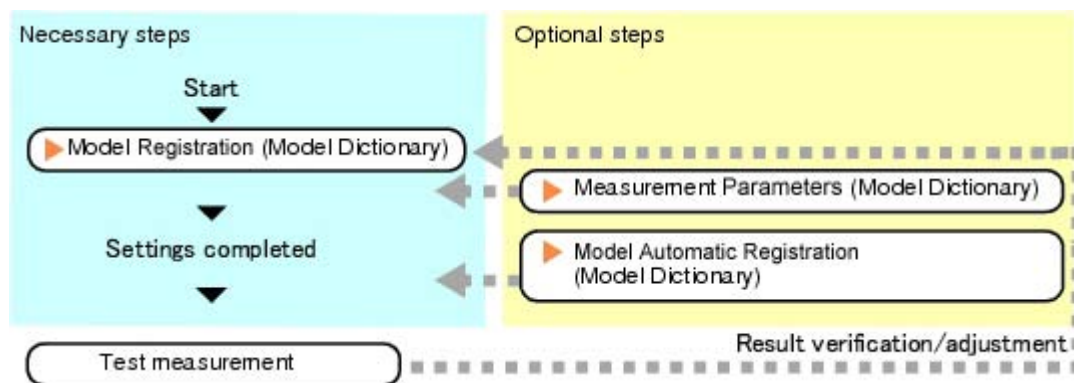 Necessary steps
Optional steps
Start
Model Registration (Model Dictionary)
Measurement Parameters (Model Dictionary)
Settings completed
Model Automatic Registration
(Model Dictionary)
Result verification/adjustment
Test measurement